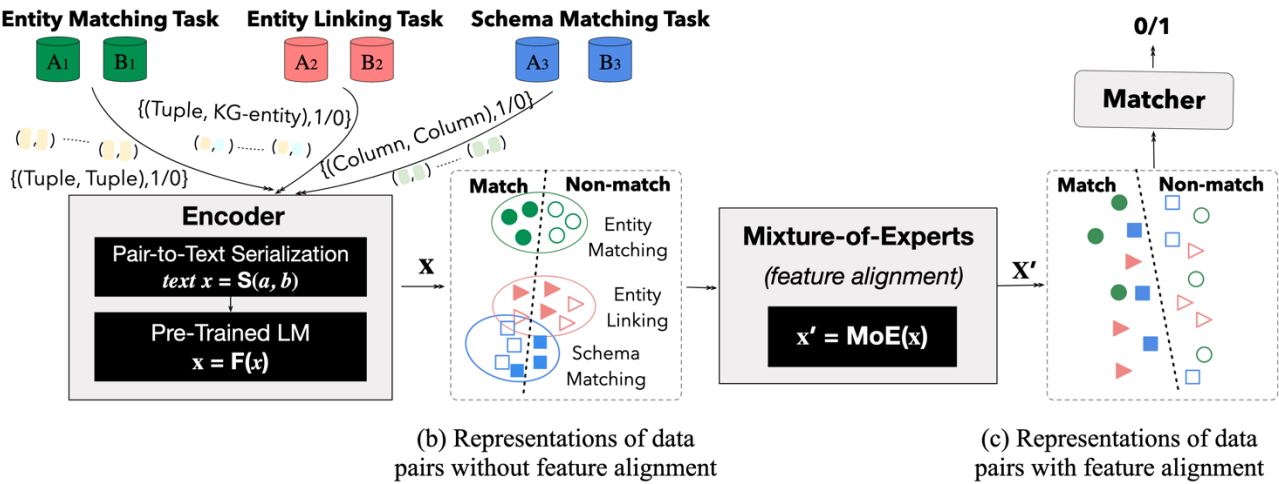 Entity Matching Task
Entity Linking Task
Schema Matching Task
A1
B1
A2
B2
A3
B3
{(Tuple, Tuple),1/0}
{(Tuple, KG-entity),1/0}
{(Column, Column),1/0}
( , ) ······ ( , )
( , ) ······ ( , )
( , ) ······ ( , )
Encoder
Pair-to-Text Serialization
text x = S(a, b)
Pre-Trained LM
x = F(x)
x
Match
Non-match
Entity
Matching
Entity
Linking
Schema
Matching
(b) Representations of data
pairs without feature alignment
Mixture-of-Experts
(feature alignment)
x′ = MoE(x)
X′
0/1
Matcher
Match
Non-match
(c) Representations of data
pairs with feature alignment